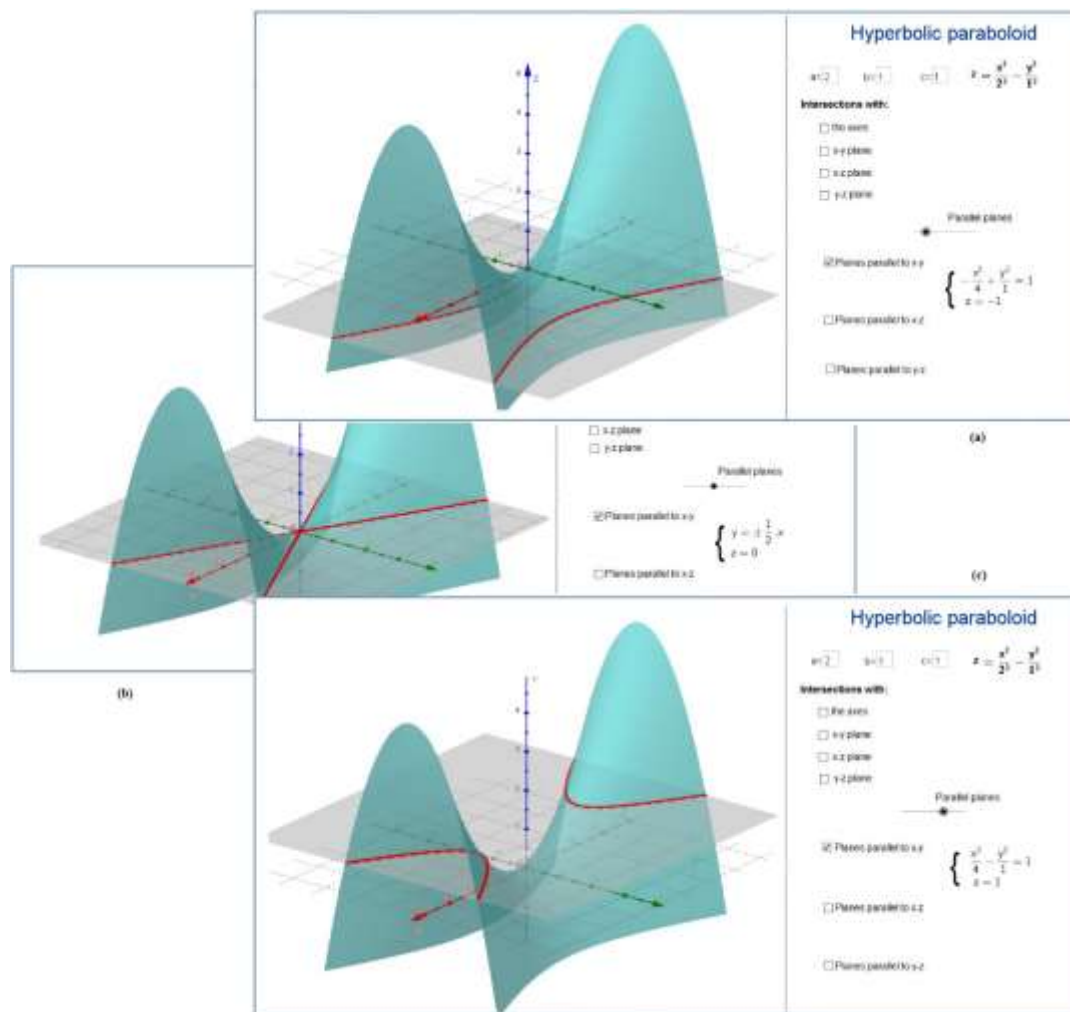 Hyperbolic paraboloid
a=2 b=1 c=1 z = x²/2² − y²/1²
Intersections with:
the axes
x-y plane
x-z plane
y-z plane
Parallel planes
Planes parallel to x-y
{ −x²/4 + y²/1 = 1
z = −1
Planes parallel to x-z
Planes parallel to y-z
(a)
x-z plane
y-z plane
Parallel planes
Planes parallel to x-y
{ y = ± 1/2 x
z = 0
Planes parallel to x-z
(c)
(b)
Hyperbolic paraboloid
a=2 b=1 c=1 z = x²/2² − y²/1²
Intersections with:
the axes
x-y plane
x-z plane
y-z plane
Parallel planes
Planes parallel to x-y
{ x²/4 − y²/1 = 1
z = 1
Planes parallel to x-z
Planes parallel to y-z